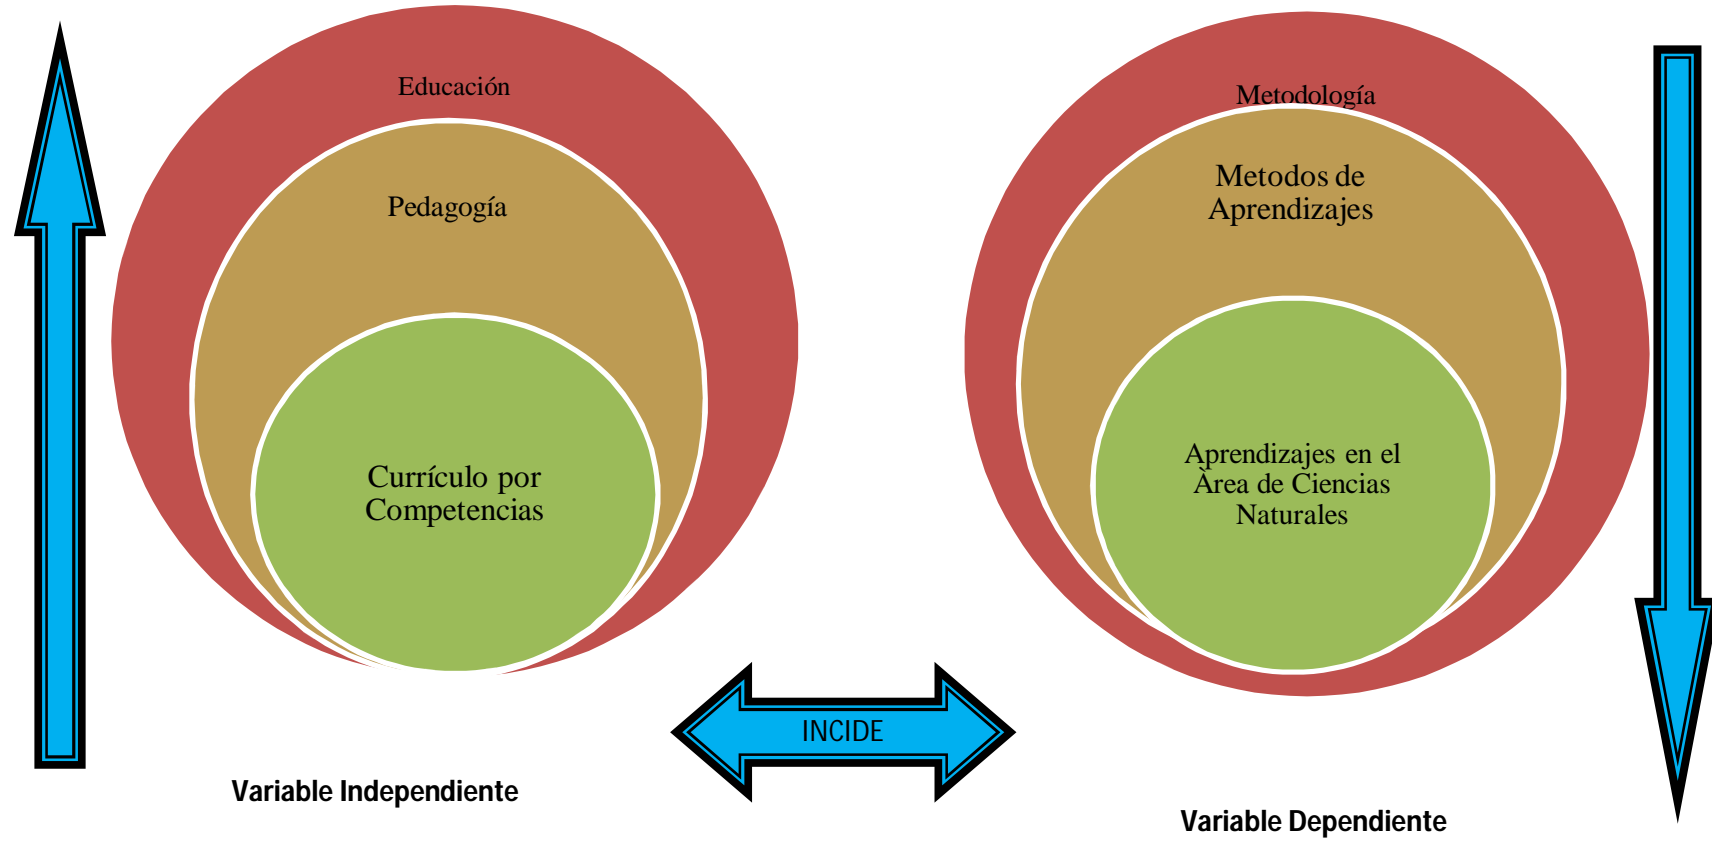 Educación
Pedagogía
Currículo por
Competencias
Metodología
Metodos de
Aprendizajes
Aprendizajes en el
Àrea de Ciencias
Naturales
INCIDE
Variable Independiente
Variable Dependiente